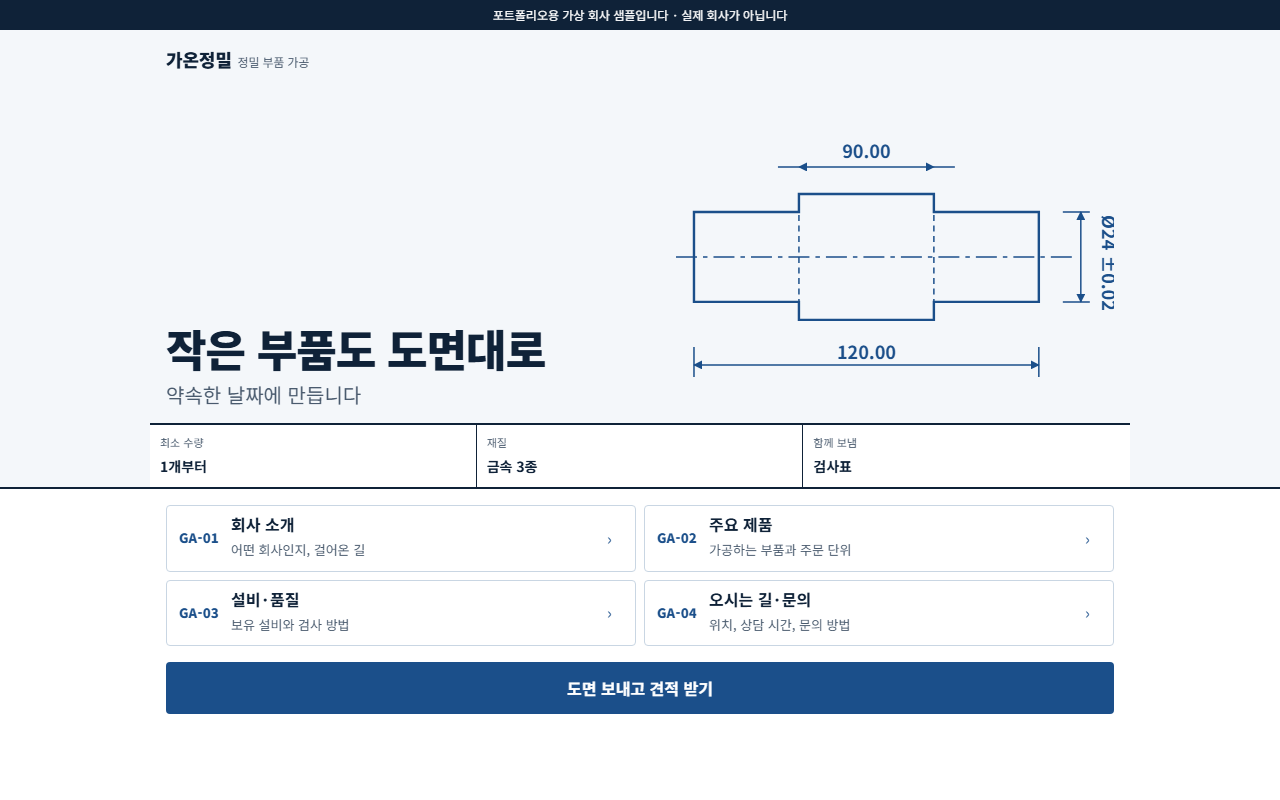 포트폴리오용 가상 회사 샘플입니다 · 실제 회사가 아닙니다
가온정밀 정밀 부품 가공
90.00
Ø24 ±0.02
120.00
작은 부품도 도면대로
약속한 날짜에 만듭니다
최소 수량
1개부터
재질
금속 3종
함께 보냄
검사표
GA-01
회사 소개
어떤 회사인지, 걸어온 길
›
GA-02
주요 제품
가공하는 부품과 주문 단위
›
GA-03
설비·품질
보유 설비와 검사 방법
›
GA-04
오시는 길·문의
위치, 상담 시간, 문의 방법
›
도면 보내고 견적 받기